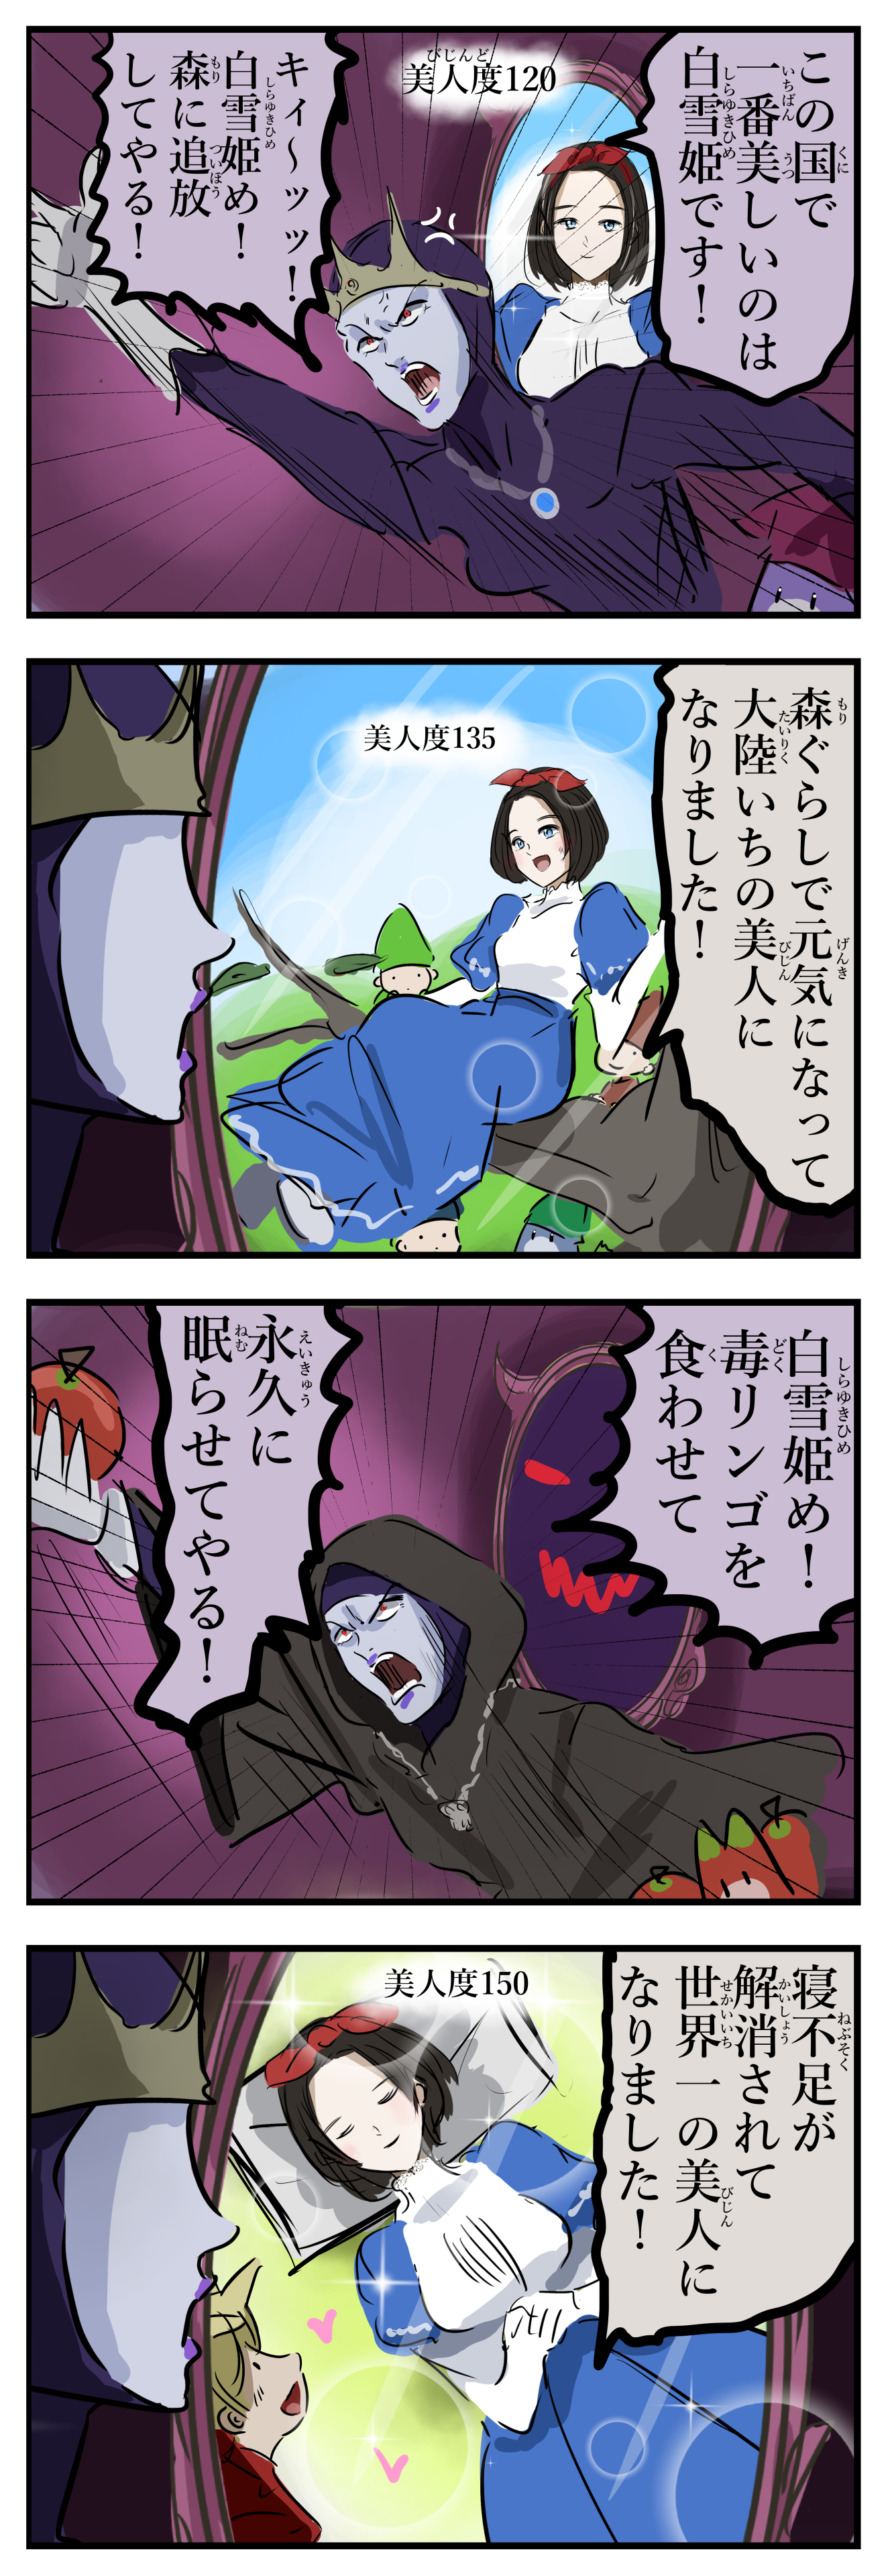 この国で
一番美しいのは
白雪姫です！
美人度120
キィ～ッッ！
白雪姫め！
森に追放
してやる！
森ぐらしで元気になって
大陸いちの美人に
なりました！
美人度135
白雪姫め！
毒リンゴを
食わせて
永久に
眠らせてやる！
寝不足が
解消されて
世界一の美人に
なりました！
美人度150